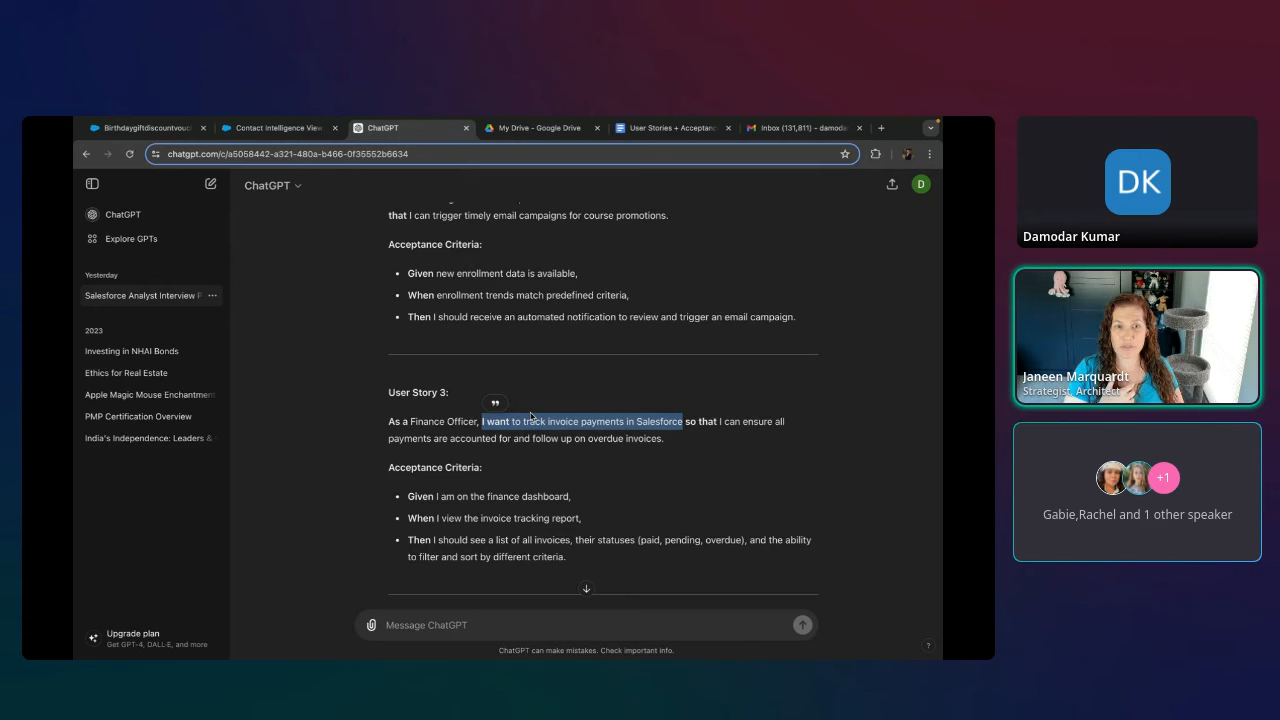 Birthdaygiftdiscountvouc
Contact Intelligence View
ChatGPT
My Drive - Google Drive
User Stories + Acceptanc
Inbox (131,811) - damoda
chatgpt.com/c/a5058442-a321-480a-b466-0f35552b6634
ChatGPT
D
ChatGPT
Explore GPTs
Yesterday
Salesforce Analyst Interview P
2023
Investing in NHAI Bonds
Ethics for Real Estate
Apple Magic Mouse Enchantment
PMP Certification Overview
India's Independence: Leaders &
Upgrade plan
Get GPT-4, DALL·E, and more
that I can trigger timely email campaigns for course promotions.
Acceptance Criteria:
• Given new enrollment data is available,
• When enrollment trends match predefined criteria,
• Then I should receive an automated notification to review and trigger an email campaign.
User Story 3:
As a Finance Officer, I want to track invoice payments in Salesforce so that I can ensure all
payments are accounted for and follow up on overdue invoices.
Acceptance Criteria:
• Given I am on the finance dashboard,
• When I view the invoice tracking report,
• Then I should see a list of all invoices, their statuses (paid, pending, overdue), and the ability
to filter and sort by different criteria.
Message ChatGPT
ChatGPT can make mistakes. Check important info.
?
DK
Damodar Kumar
Janeen Marquardt
Strategist, Architect
+1
Gabie,Rachel and 1 other speaker